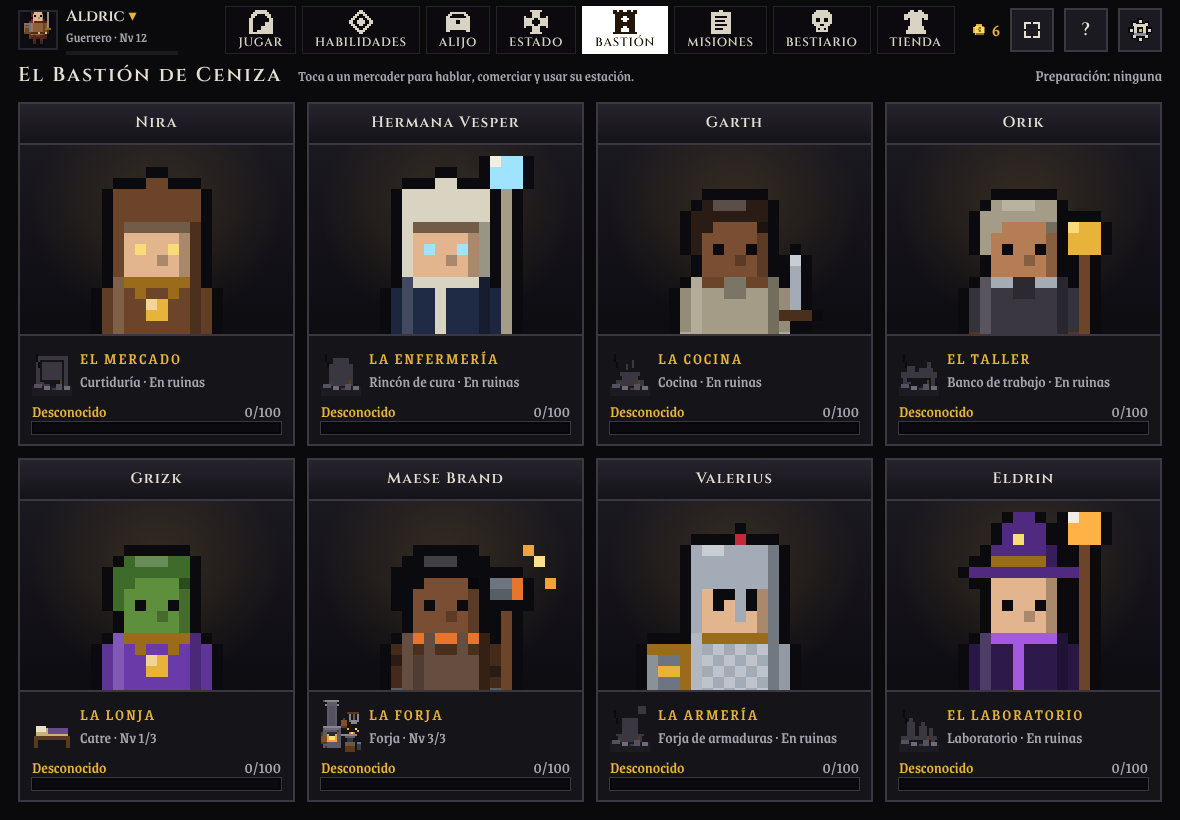 Aldric ▾
Guerrero · Nv 12
JUGAR
HABILIDADES
ALIJO
ESTADO
BASTIÓN
MISIONES
BESTIARIO
TIENDA
6
?
El Bastión de Ceniza
Toca a un mercader para hablar, comerciar y usar su estación.
Preparación: ninguna
Nira
Hermana Vesper
Garth
Orik
EL MERCADO
Curtiduría · En ruinas
Desconocido 0/100
LA ENFERMERÍA
Rincón de cura · En ruinas
Desconocido 0/100
LA COCINA
Cocina · En ruinas
Desconocido 0/100
EL TALLER
Banco de trabajo · En ruinas
Desconocido 0/100
Grizk
Maese Brand
Valerius
Eldrin
LA LONJA
Catre · Nv 1/3
Desconocido 0/100
LA FORJA
Forja · Nv 3/3
Desconocido 0/100
LA ARMERÍA
Forja de armaduras · En ruinas
Desconocido 0/100
EL LABORATORIO
Laboratorio · En ruinas
Desconocido 0/100